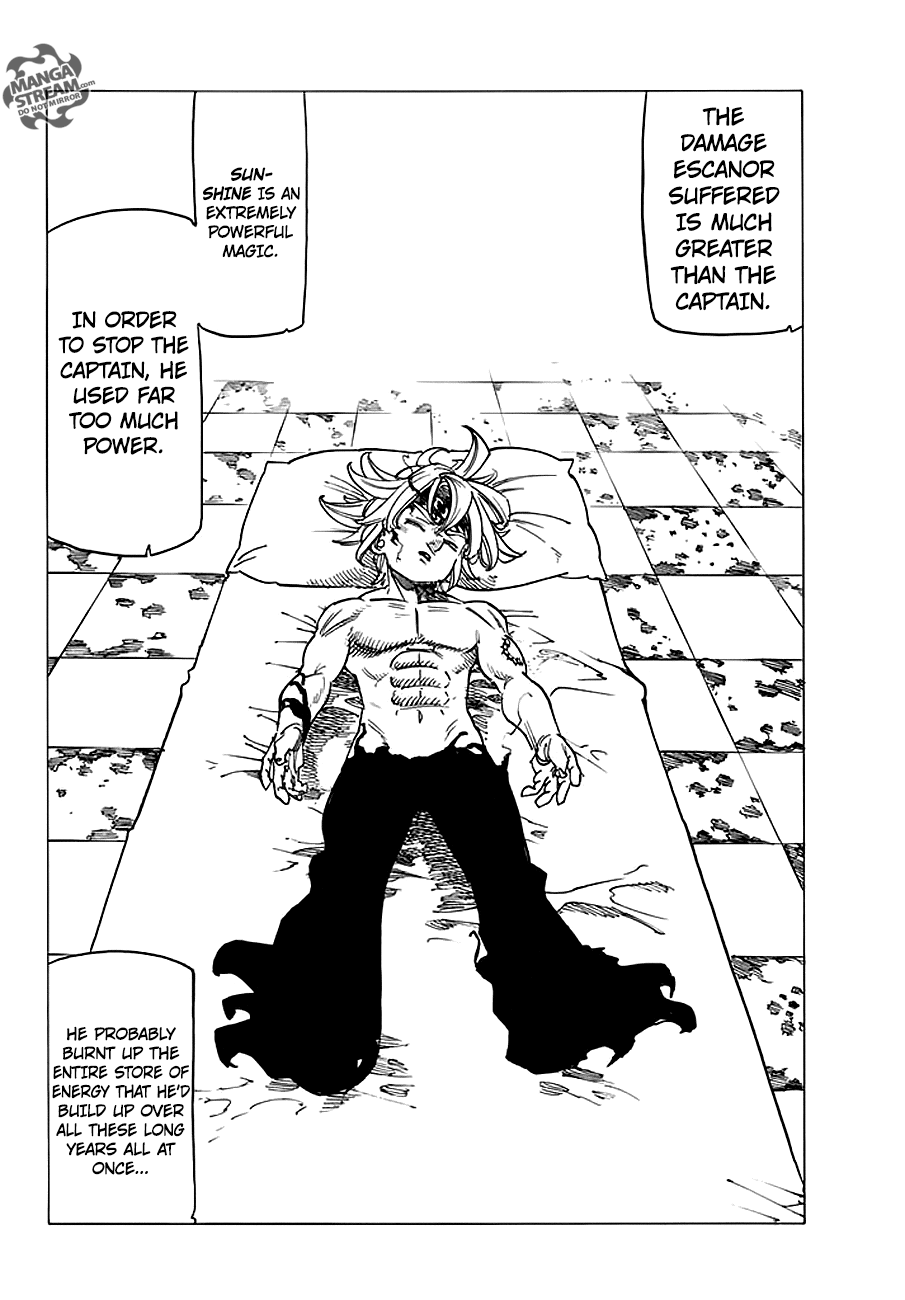 MANGA
STREAM.com
DO NOT MIRROR
THE
DAMAGE
ESCANOR
SUFFERED
IS MUCH
GREATER
THAN THE
CAPTAIN.
SUN-
SHINE IS AN
EXTREMELY
POWERFUL
MAGIC.
IN ORDER
TO STOP THE
CAPTAIN, HE
USED FAR
TOO MUCH
POWER.
HE PROBABLY
BURNT UP THE
ENTIRE STORE OF
ENERGY THAT HE'D
BUILD UP OVER
ALL THESE LONG
YEARS ALL AT
ONCE...